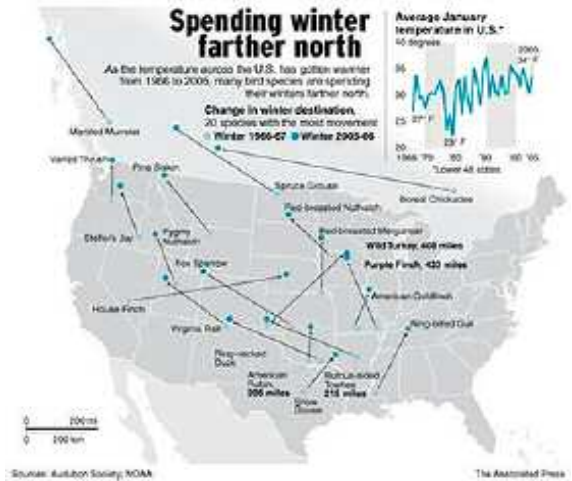 Spending winter
farther north
As the temperature across the U.S. has gotten warmer
from 1966 to 2005, many bird species are spending
their winters farther north.
Change in winter destination,
20 species with the most movement
Winter 1966-67 Winter 2005-06
Average January
temperature in U.S.*
40 degrees
2005
34° F
35
30
25
20
27° F
23° F
1966 '70 '80 '90 '00 '05
*Lower 48 states
Marbled Murrelet
Varied Thrush
Pine Siskin
Spruce Grouse
Boreal Chickadee
Red-breasted Nuthatch
Red-breasted Merganser
Steller's Jay
Pygmy
Nuthatch
Wild Turkey, 408 miles
Purple Finch, 433 miles
Fox Sparrow
American Goldfinch
House Finch
Ring-billed Gull
Virginia Rail
Ring-necked
Duck
American
Robin,
206 miles
Snow
Goose
Rufous-sided
Towhee
215 miles
0 200 mi
0 200 km
Sources: Audubon Society; NOAA
The Associated Press